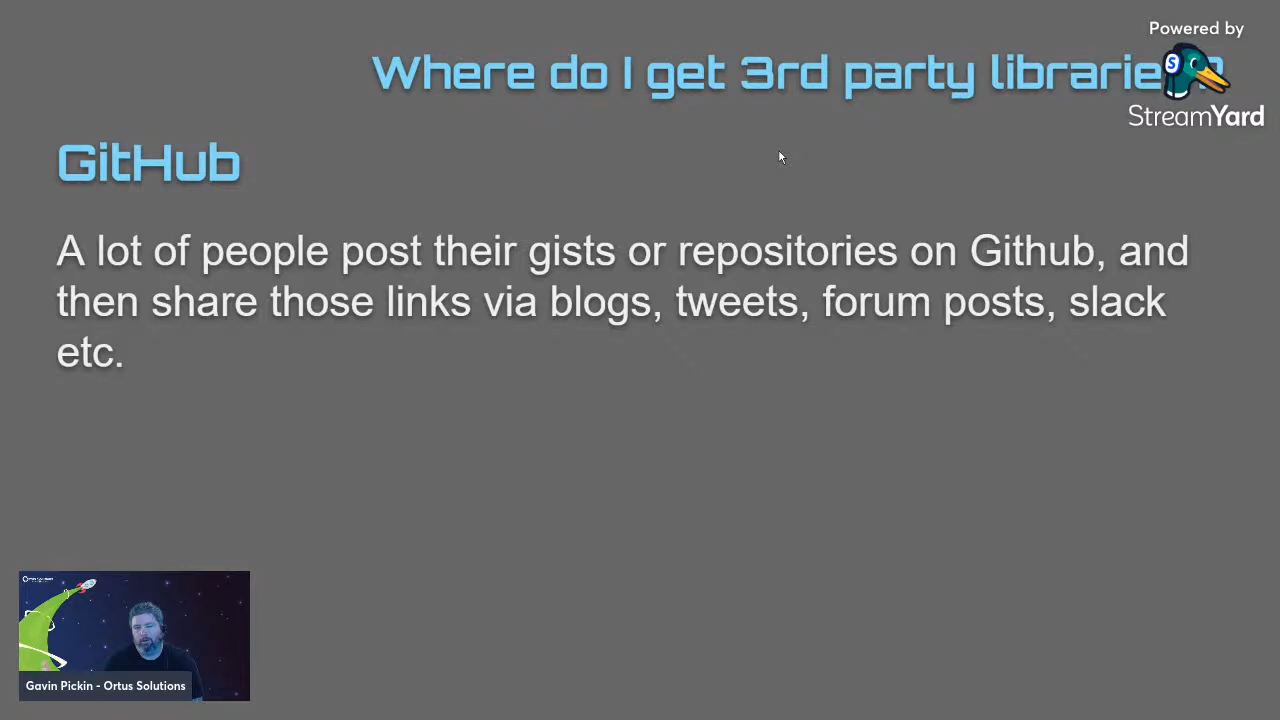 Powered by
StreamYard
Where do I get 3rd party libraries?
GitHub
A lot of people post their gists or repositories on Github, and
then share those links via blogs, tweets, forum posts, slack
etc.
Gavin Pickin - Ortus Solutions